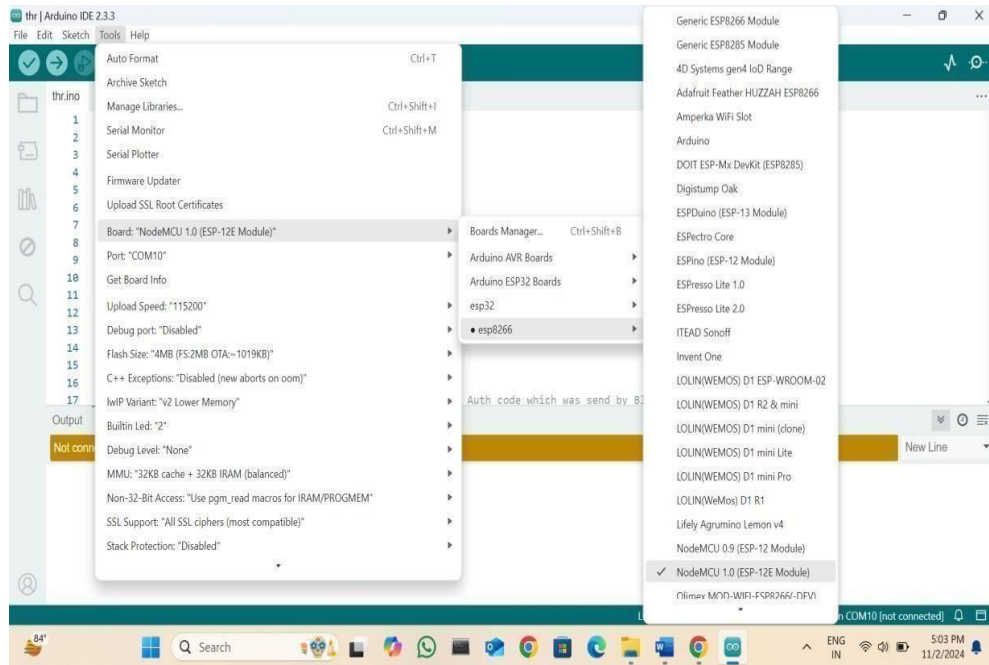 thr | Arduino IDE 2.3.3
File Edit Sketch Tools Help
thr.ino
1
2
3
4
5
6
7
8
9
10
11
12
13
14
15
16
17
Auto Format Ctrl+T
Archive Sketch
Manage Libraries... Ctrl+Shift+I
Serial Monitor Ctrl+Shift+M
Serial Plotter
Firmware Updater
Upload SSL Root Certificates
Board: "NodeMCU 1.0 (ESP-12E Module)"
Port: "COM10"
Get Board Info
Upload Speed: "115200"
Debug port: "Disabled"
Flash Size: "4MB (FS:2MB OTA:~1019KB)"
C++ Exceptions: "Disabled (new aborts on oom)"
lwIP Variant: "v2 Lower Memory"
Builtin Led: "2"
Debug Level: "None"
MMU: "32KB cache + 32KB IRAM (balanced)"
Non-32-Bit Access: "Use pgm_read macros for IRAM/PROGMEM"
SSL Support: "All SSL ciphers (most compatible)"
Stack Protection: "Disabled"
Boards Manager... Ctrl+Shift+B
Arduino AVR Boards
Arduino ESP32 Boards
esp32
• esp8266
Generic ESP8266 Module
Generic ESP8285 Module
4D Systems gen4 IoD Range
Adafruit Feather HUZZAH ESP8266
Amperka WiFi Slot
Arduino
DOIT ESP-Mx DevKit (ESP8285)
Digistump Oak
ESPDuino (ESP-13 Module)
ESPectro Core
ESPino (ESP-12 Module)
ESPresso Lite 1.0
ESPresso Lite 2.0
ITEAD Sonoff
Invent One
LOLIN(WEMOS) D1 ESP-WROOM-02
LOLIN(WEMOS) D1 R2 & mini
LOLIN(WEMOS) D1 mini (clone)
LOLIN(WEMOS) D1 mini Lite
LOLIN(WEMOS) D1 mini Pro
LOLIN(WeMos) D1 R1
Lifely Agrumino Lemon v4
NodeMCU 0.9 (ESP-12 Module)
✓ NodeMCU 1.0 (ESP-12E Module)
Olimex MOD-WIFI-ESP8266(-DEV)
Auth code which was send by
Output
Not conn
New Line
n COM10 [not connected]
84°
Search
ENG
IN
5:03 PM
11/2/2024